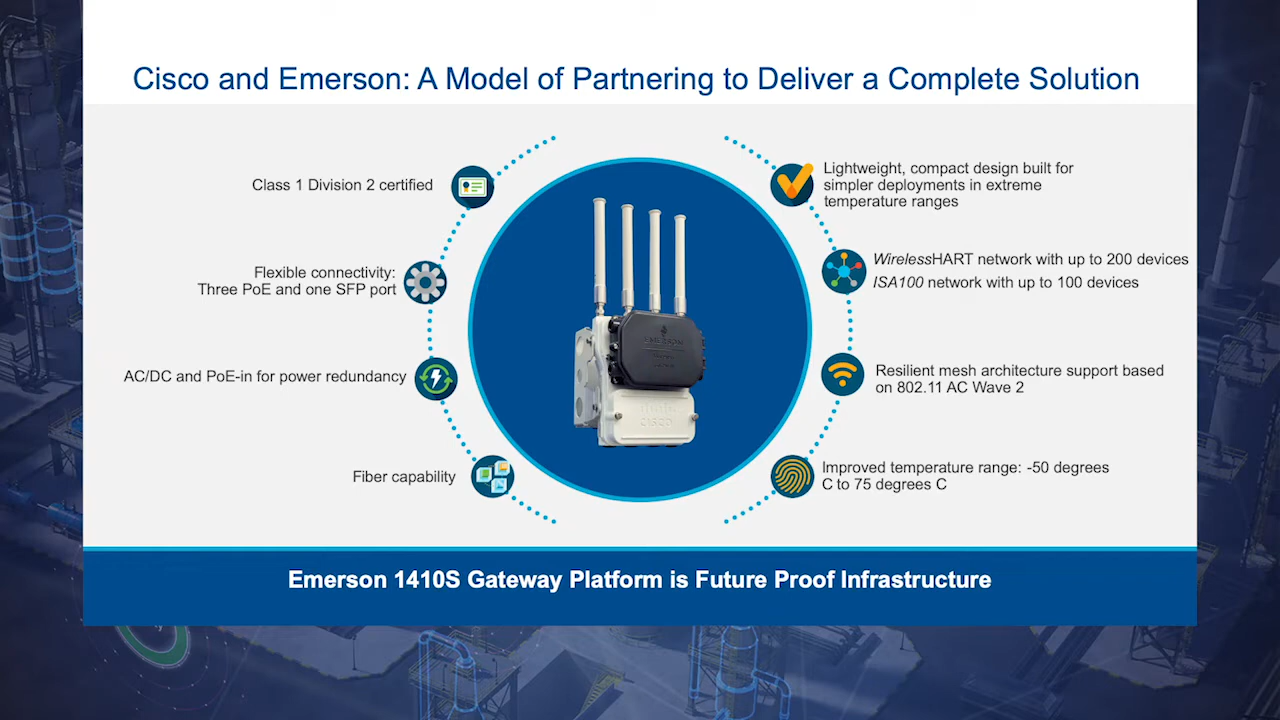 Cisco and Emerson: A Model of Partnering to Deliver a Complete Solution
Class 1 Division 2 certified
Flexible connectivity:
Three PoE and one SFP port
AC/DC and PoE-in for power redundancy
Fiber capability
EMERSON
CISCO
Lightweight, compact design built for
simpler deployments in extreme
temperature ranges
WirelessHART network with up to 200 devices
ISA100 network with up to 100 devices
Resilient mesh architecture support based
on 802.11 AC Wave 2
Improved temperature range: -50 degrees
C to 75 degrees C
Emerson 1410S Gateway Platform is Future Proof Infrastructure